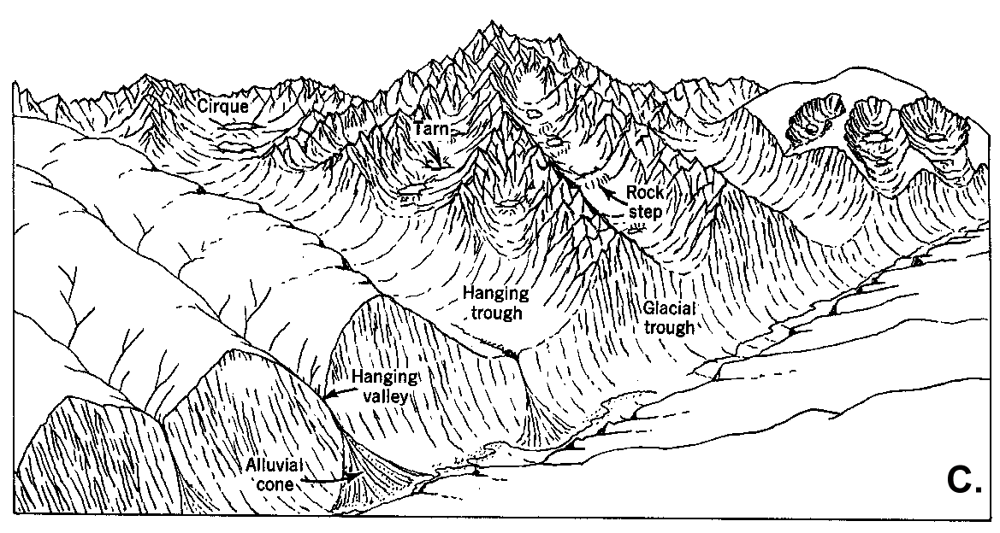 Cirque
Tarn
Rock
step
Hanging
trough
Glacial
trough
Hanging
valley
Alluvial
cone
C.